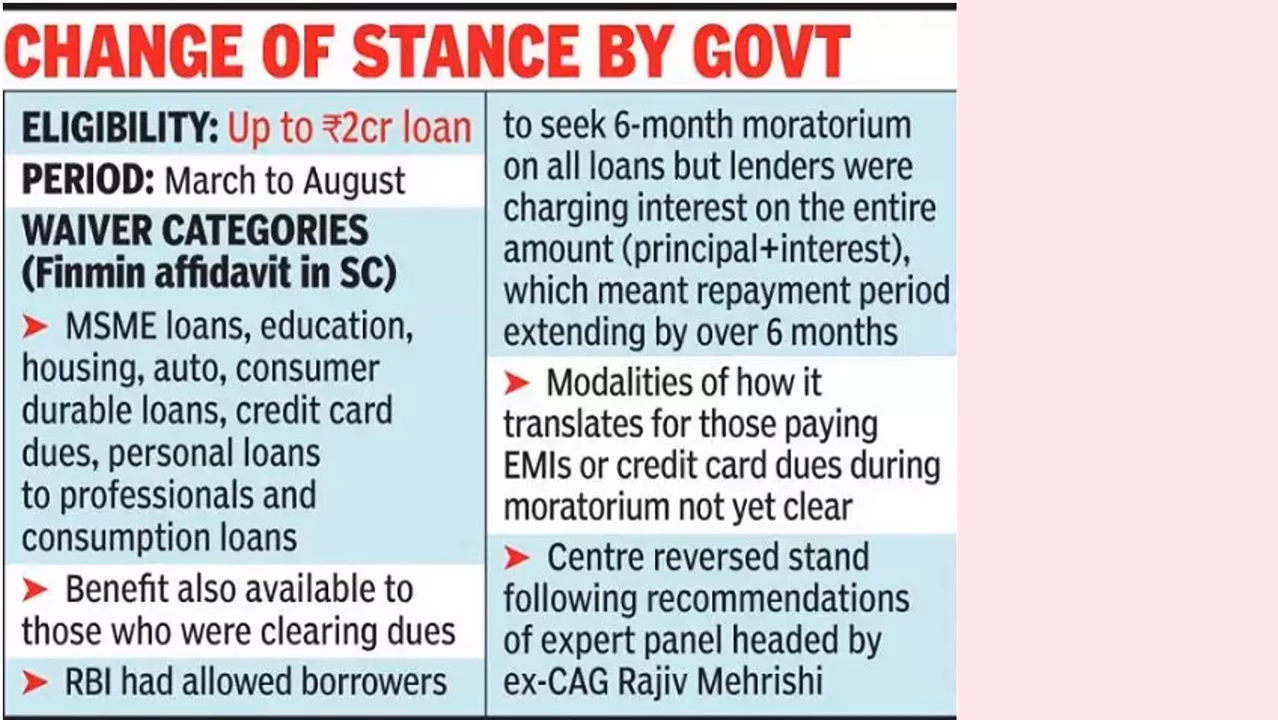 CHANGE OF STANCE BY GOVT
ELIGIBILITY: Up to ₹2cr loan
PERIOD: March to August
WAIVER CATEGORIES
(Finmin affidavit in SC)
➤ MSME loans, education,
housing, auto, consumer
durable loans, credit card
dues, personal loans
to professionals and
consumption loans
➤ Benefit also available to
those who were clearing dues
➤ RBI had allowed borrowers
to seek 6-month moratorium
on all loans but lenders were
charging interest on the entire
amount (principal+interest),
which meant repayment period
extending by over 6 months
➤ Modalities of how it
translates for those paying
EMIs or credit card dues during
moratorium not yet clear
➤ Centre reversed stand
following recommendations
of expert panel headed by
ex-CAG Rajiv Mehrishi